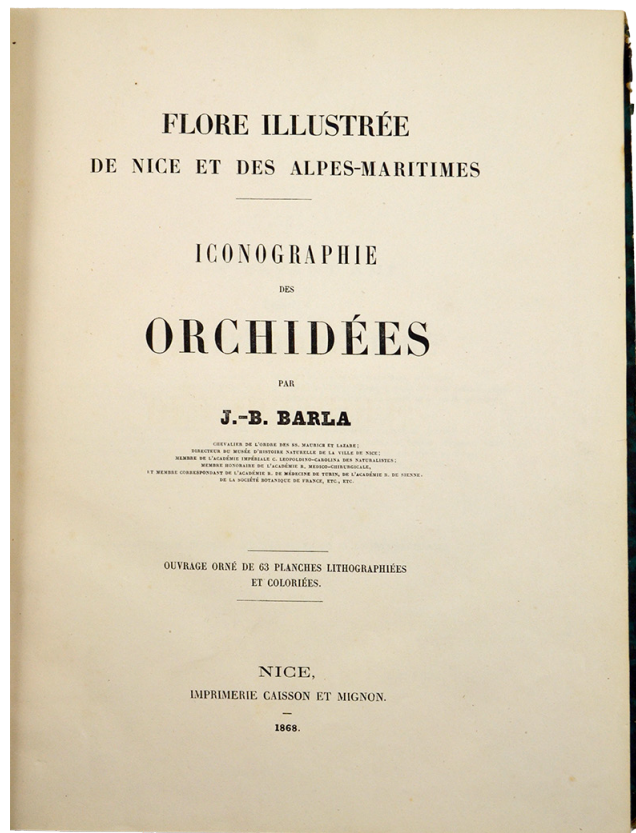 FLORE ILLUSTRÉE
DE NICE ET DES ALPES-MARITIMES
ICONOGRAPHIE
DES
ORCHIDÉES
PAR
J.-B. BARLA
CHEVALIER DE L'ORDRE DES SS. MAURICE ET LAZARE;
DIRECTEUR DU MUSÉE D'HISTOIRE NATURELLE DE LA VILLE DE NICE;
MEMBRE DE L'ACADÉMIE IMPÉRIALE C. LEOPOLDINO-CAROLINA DES NATURALISTES;
MEMBRE HONORAIRE DE L'ACADÉMIE R. MEDICO-CHIRURGICALE,
ET MEMBRE CORRESPONDANT DE L'ACADÉMIE R. DE MÉDECINE DE TURIN, DE L'ACADÉMIE R. DE VIENNE,
DE LA SOCIÉTÉ BOTANIQUE DE FRANCE, ETC., ETC.
OUVRAGE ORNÉ DE 63 PLANCHES LITHOGRAPHIÉES
ET COLORIÉES.
NICE,
IMPRIMERIE CAISSON ET MIGNON.
1868.